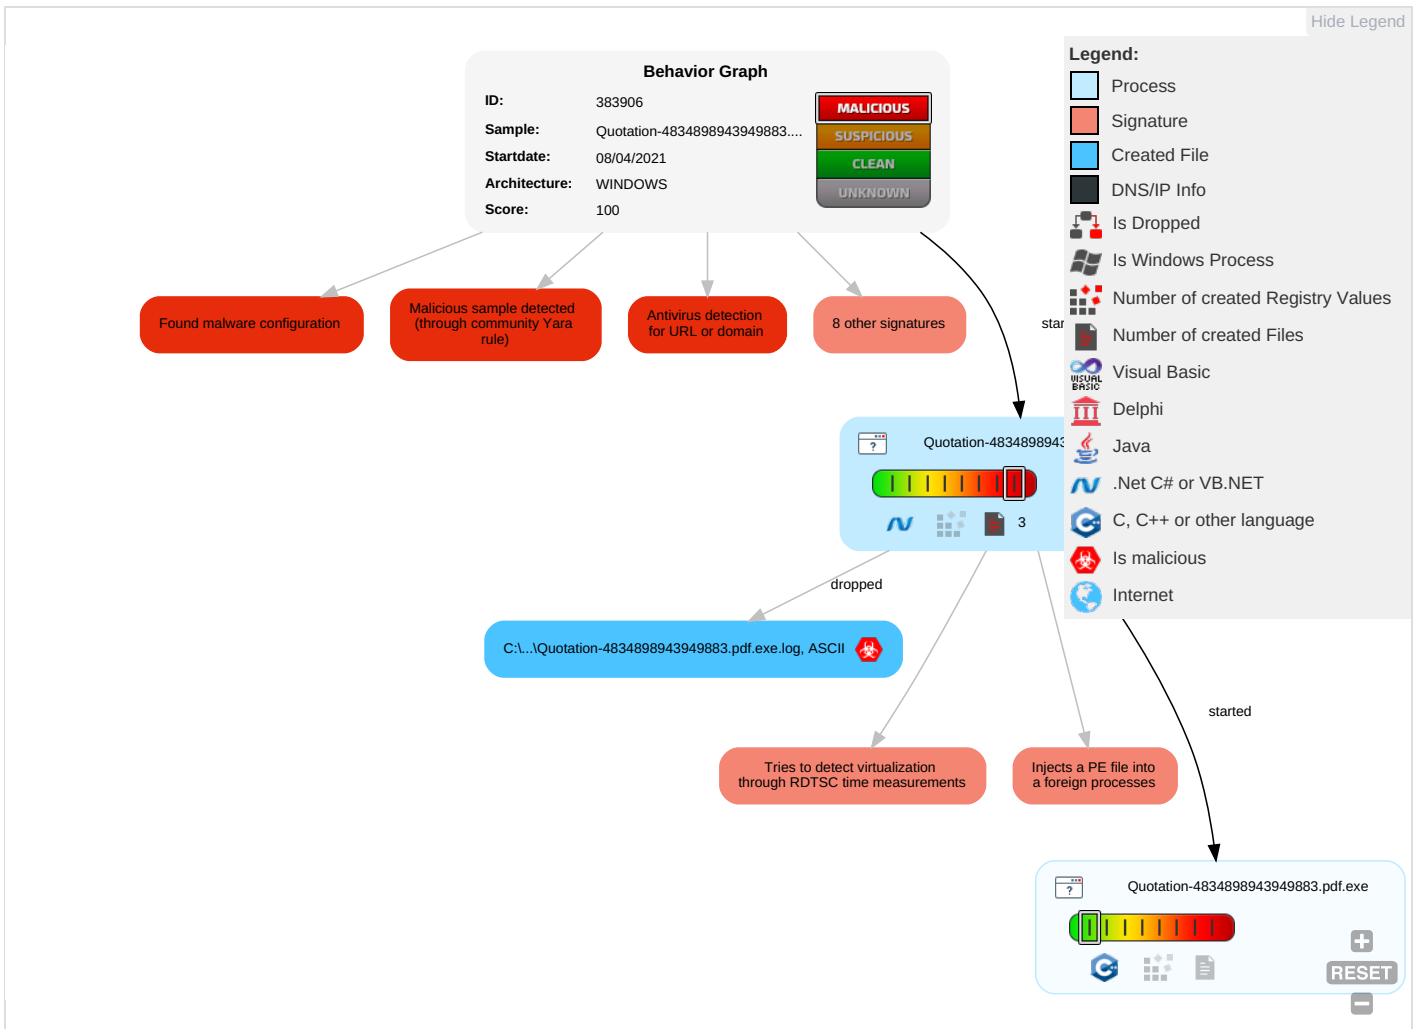 Hide Legend
Behavior Graph
ID: 383906
Sample: Quotation-4834898943949883....
Startdate: 08/04/2021
Architecture: WINDOWS
Score: 100
MALICIOUS
SUSPICIOUS
CLEAN
UNKNOWN
Legend:
Process
Signature
Created File
DNS/IP Info
Is Dropped
Is Windows Process
Number of created Registry Values
Number of created Files
VISUAL
BASIC
Visual Basic
Delphi
Java
.Net C# or VB.NET
C, C++ or other language
Is malicious
Internet
Found malware configuration
Malicious sample detected
(through community Yara
rule)
Antivirus detection
for URL or domain
8 other signatures
star
Quotation-4834898943
3
dropped
C:\...\Quotation-4834898943949883.pdf.exe.log, ASCII
started
Tries to detect virtualization
through RDTSC time measurements
Injects a PE file into
a foreign processes
Quotation-4834898943949883.pdf.exe
RESET